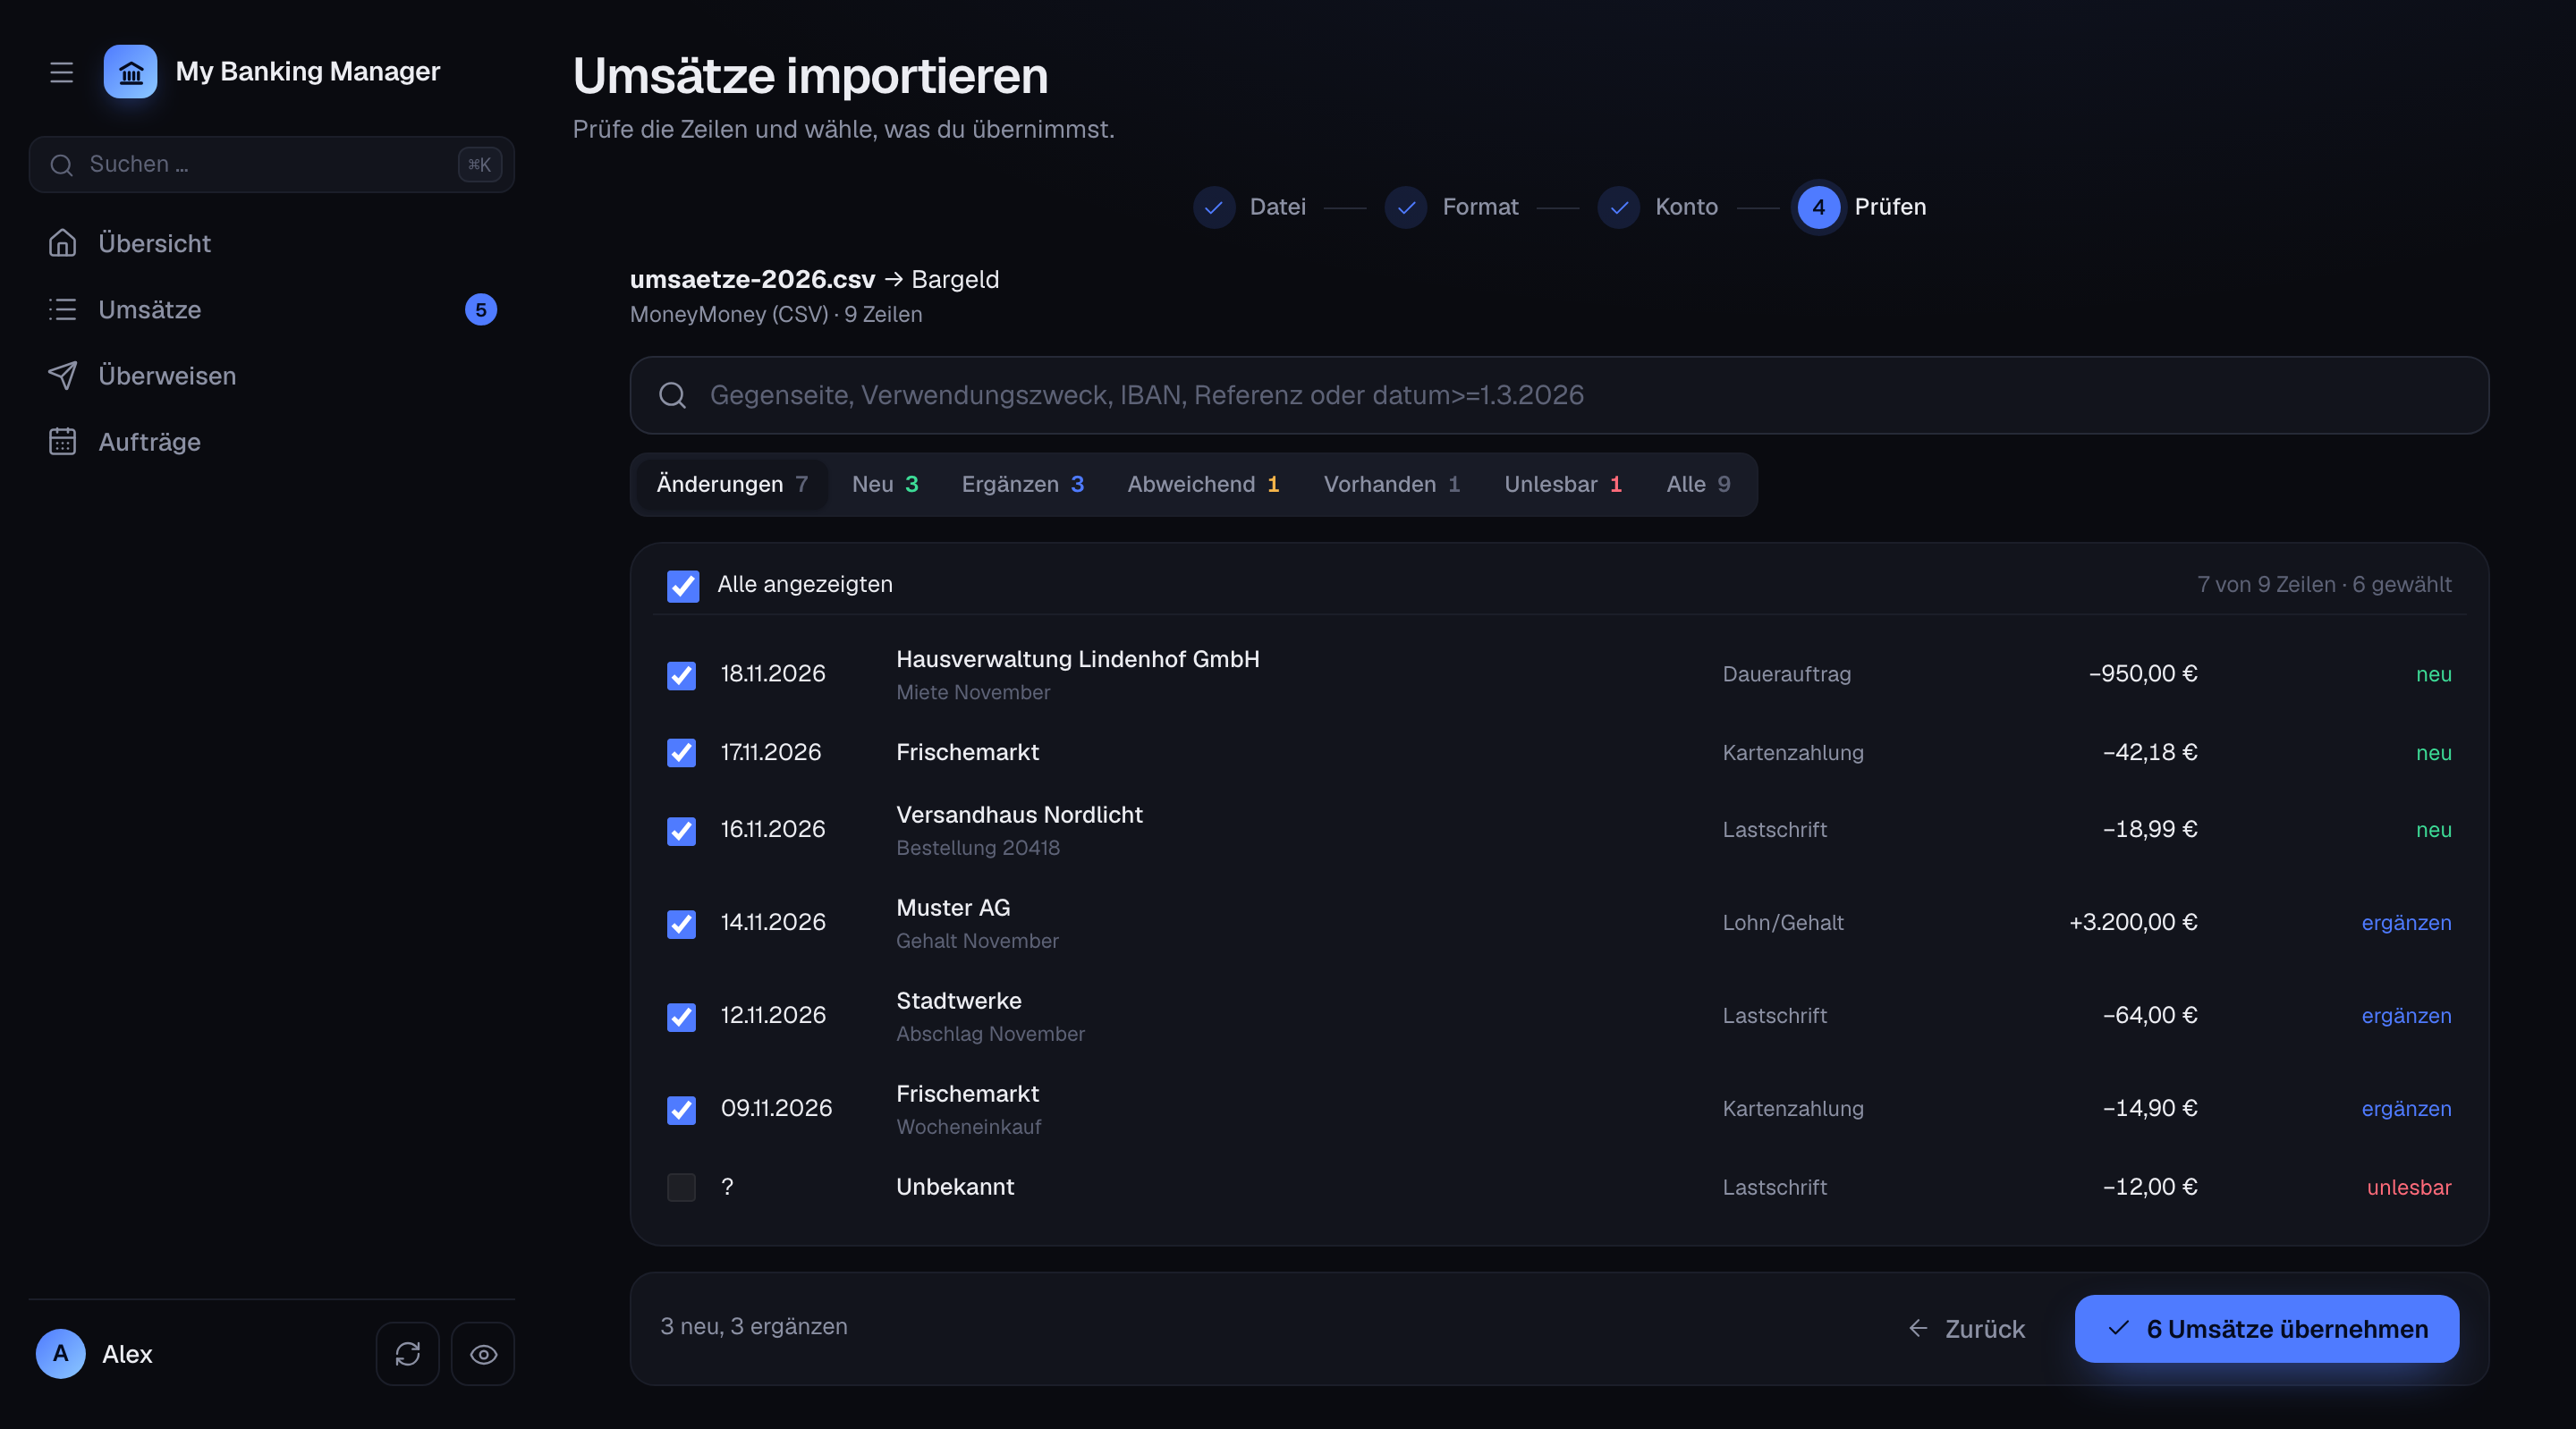 My Banking Manager
Suchen …
⌘K
Übersicht
Umsätze 5
Überweisen
Aufträge
A Alex
Umsätze importieren
Prüfe die Zeilen und wähle, was du übernimmst.
Datei Format Konto 4 Prüfen
umsaetze-2026.csv → Bargeld
MoneyMoney (CSV) · 9 Zeilen
Gegenseite, Verwendungszweck, IBAN, Referenz oder datum>=1.3.2026
Änderungen 7 Neu 3 Ergänzen 3 Abweichend 1 Vorhanden 1 Unlesbar 1 Alle 9
Alle angezeigten 7 von 9 Zeilen · 6 gewählt
18.11.2026 Hausverwaltung Lindenhof GmbH Dauerauftrag −950,00 € neu
Miete November
17.11.2026 Frischemarkt Kartenzahlung −42,18 € neu
16.11.2026 Versandhaus Nordlicht Lastschrift −18,99 € neu
Bestellung 20418
14.11.2026 Muster AG Lohn/Gehalt +3.200,00 € ergänzen
Gehalt November
12.11.2026 Stadtwerke Lastschrift −64,00 € ergänzen
Abschlag November
09.11.2026 Frischemarkt Kartenzahlung −14,90 € ergänzen
Wocheneinkauf
? Unbekannt Lastschrift −12,00 € unlesbar
3 neu, 3 ergänzen ← Zurück 6 Umsätze übernehmen